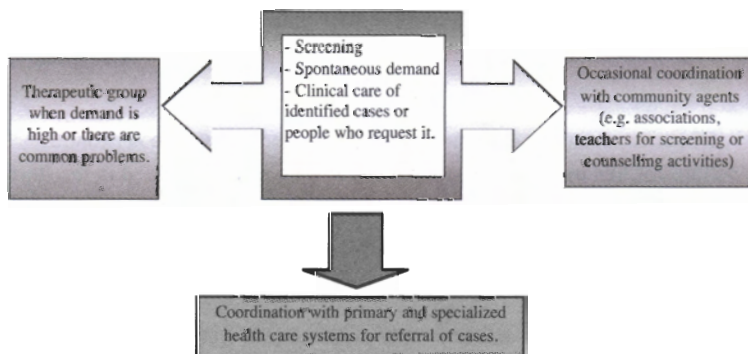 - Screening
- Spontaneous demand
- Clinical care of
identified cases or
people who request it.
Therapeutic group
when demand is
high or there are
common problems.
Occasional coordination
with community agents
(e.g. associations,
teachers for screening or
counselling activities)
Coordination with primary and specialized
health care systems for referral of cases.